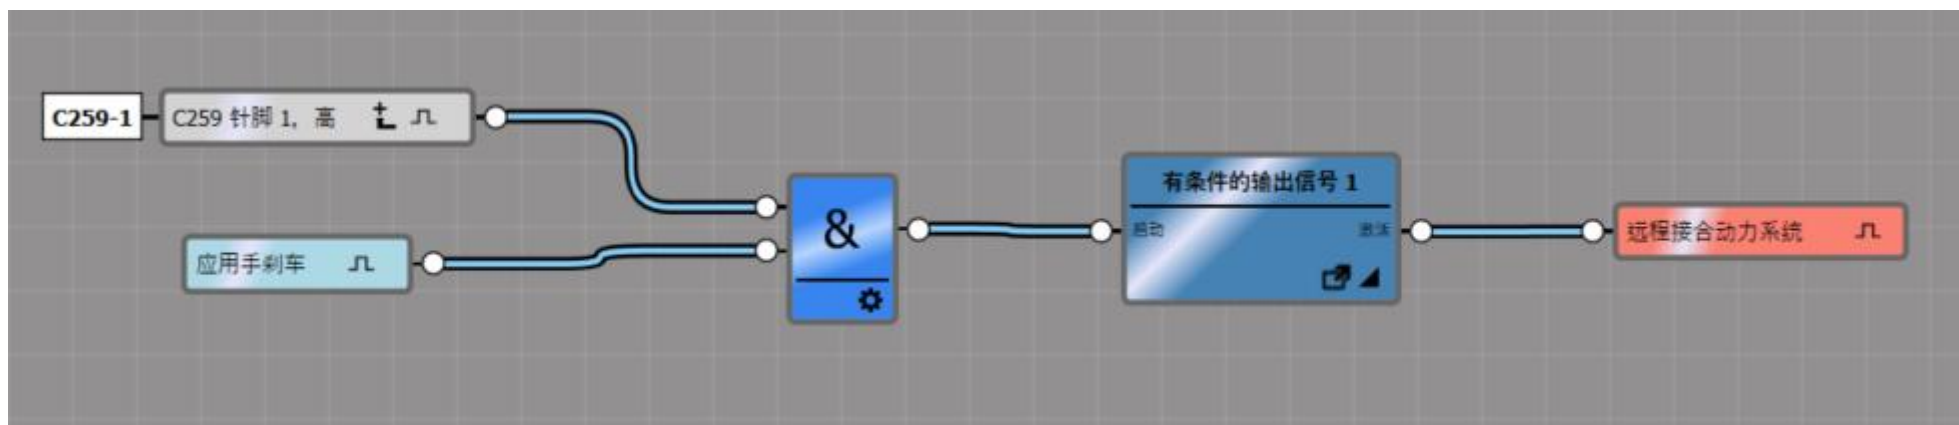 C259-1
C259 针脚 1, 高
应用手刹车
&
有条件的输出信号 1
启动
激活
远程接合动力系统